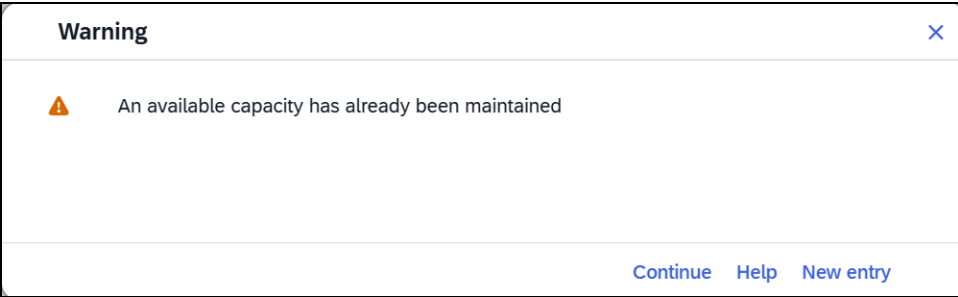 Warning
An available capacity has already been maintained
Continue Help New entry